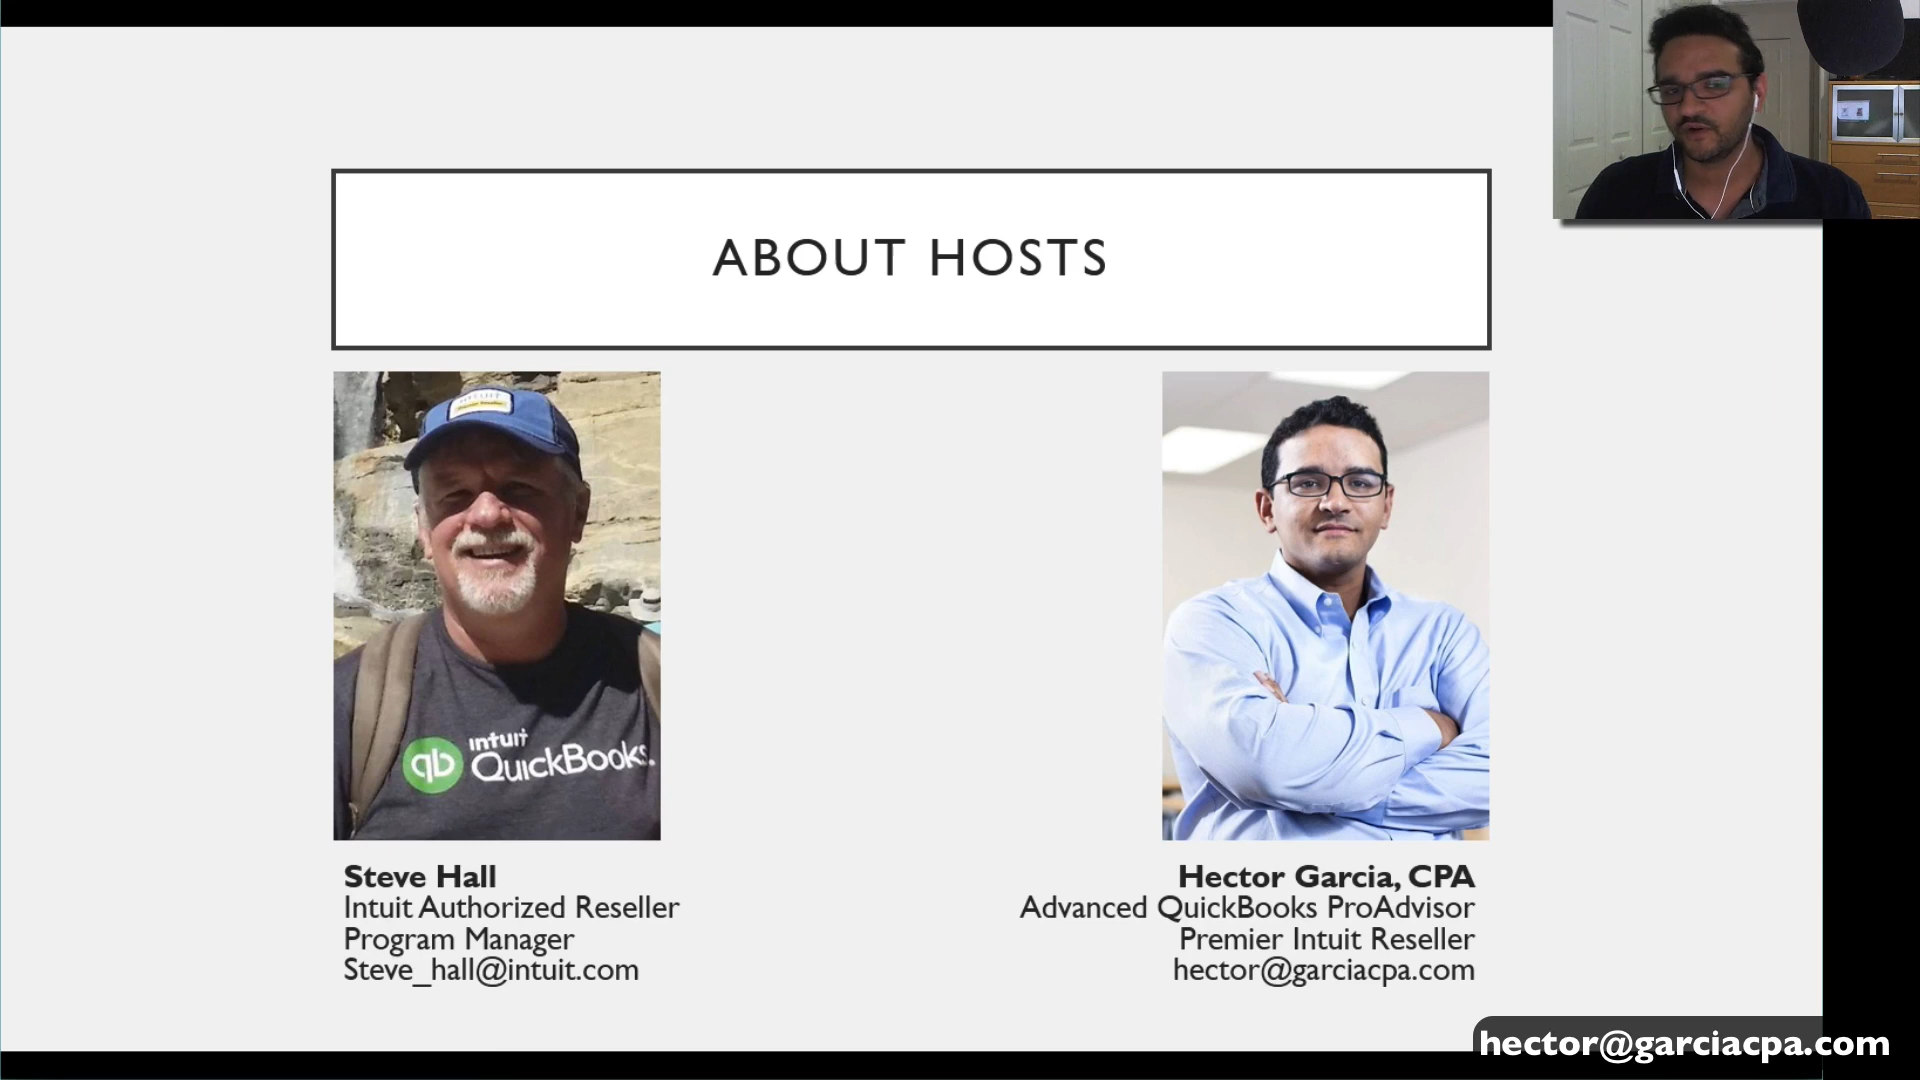 ABOUT HOSTS
intuit
qb QuickBooks.
Steve Hall
Intuit Authorized Reseller
Program Manager
Steve_hall@intuit.com
Hector Garcia, CPA
Advanced QuickBooks ProAdvisor
Premier Intuit Reseller
hector@garciacpa.com
hector@garciacpa.com